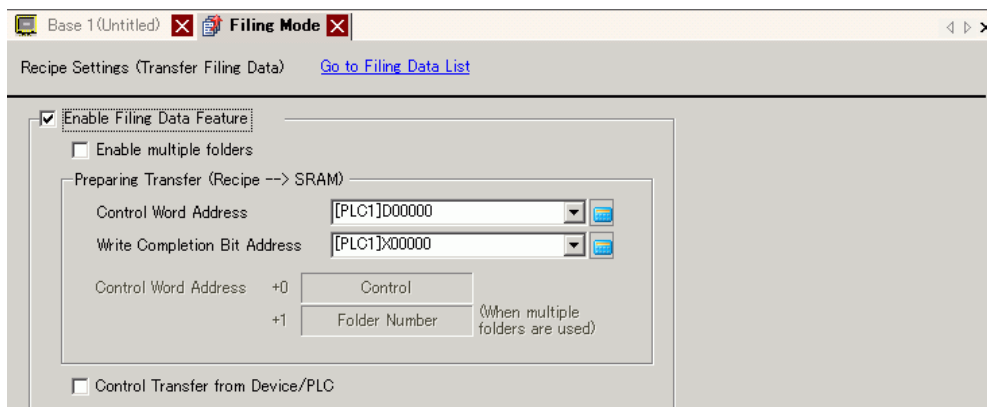 Base 1(Untitled) Filing Mode
Recipe Settings (Transfer Filing Data) Go to Filing Data List
Enable Filing Data Feature
Enable multiple folders
Preparing Transfer (Recipe --> SRAM)
Control Word Address [PLC1]D00000
Write Completion Bit Address [PLC1]X00000
Control Word Address +0 Control
+1 Folder Number (When multiple
folders are used)
Control Transfer from Device/PLC